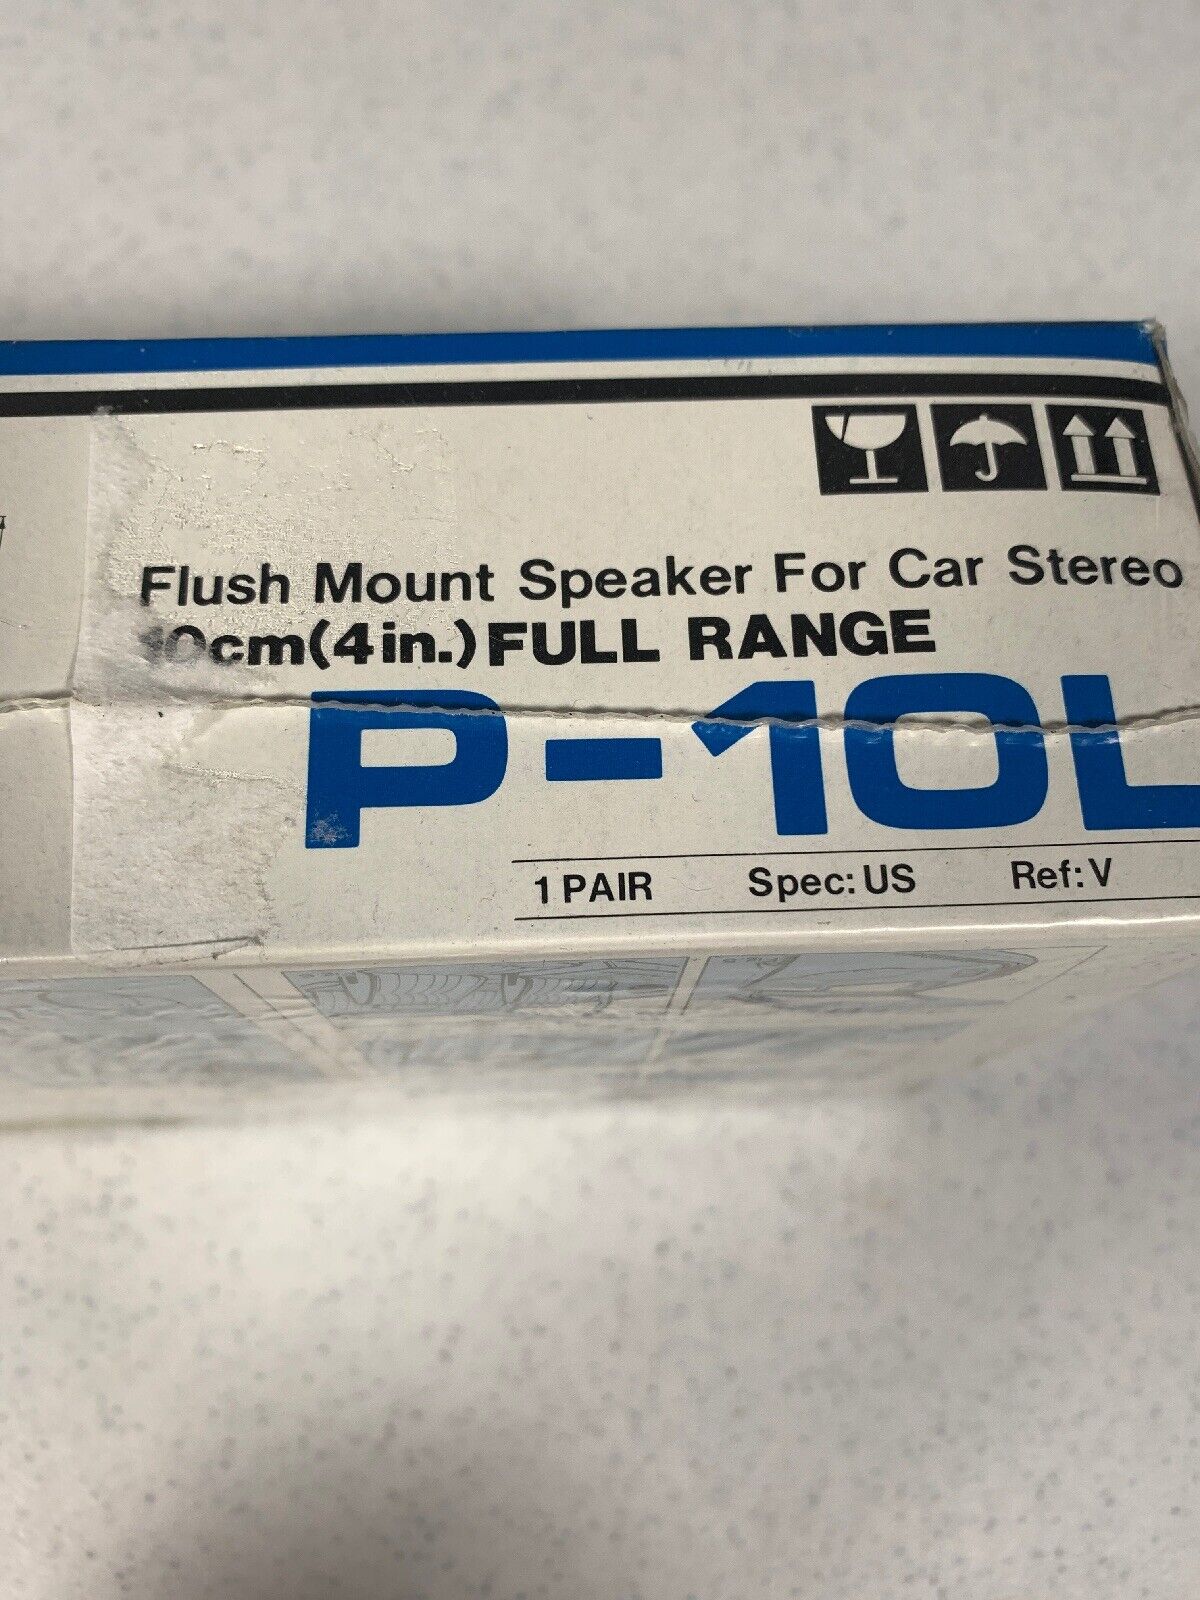 Flush Mount Speaker For Car Stereo
10cm(4in.)FULL RANGE
P-10L
1 PAIR Spec:US Ref:V